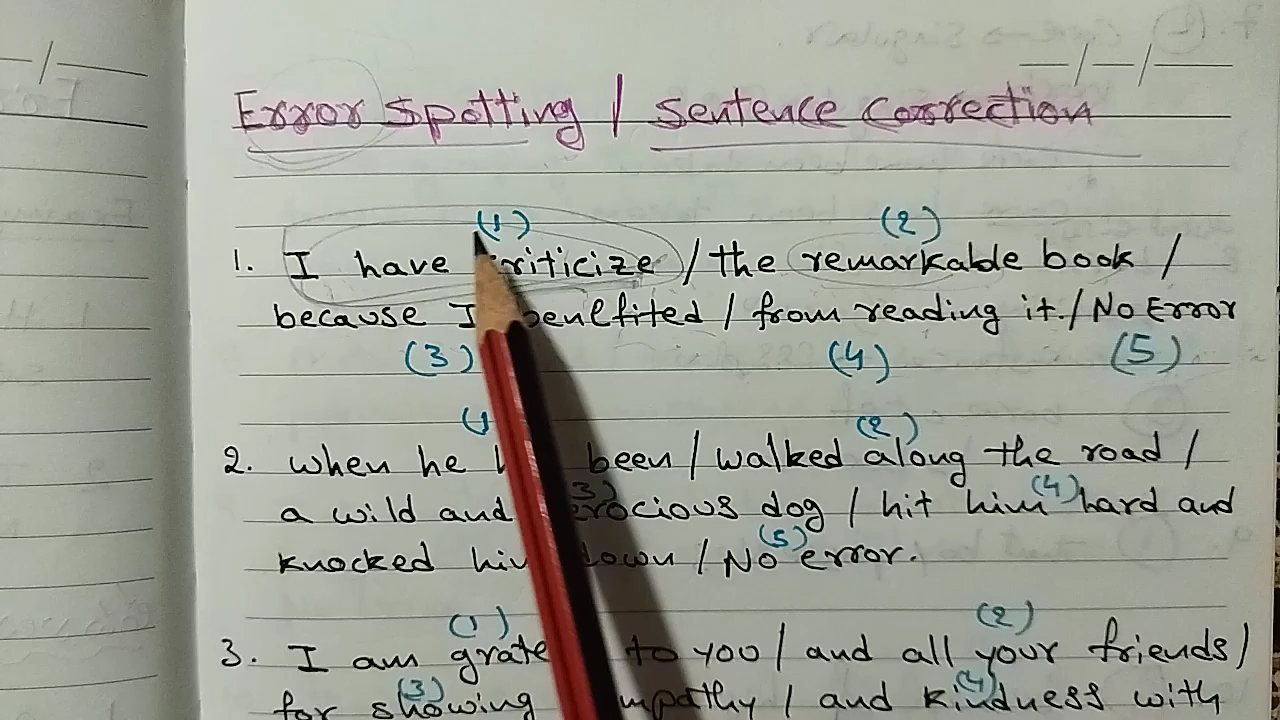 Error Spotting / Sentence Correction
(1) (2)
1. I have criticize / the remarkable book /
because I benefited / from reading it. / No Error
(3) (4) (5)
(1 (2)
2. when he been / walked along the road /
(3) (4)
a wild and ferocious dog / hit him hard and
(5)
knocked him down / No error.
(1) (2)
3. I am grateful to you / and all your friends /
(3) (4)
for showing sympathy / and kindness with